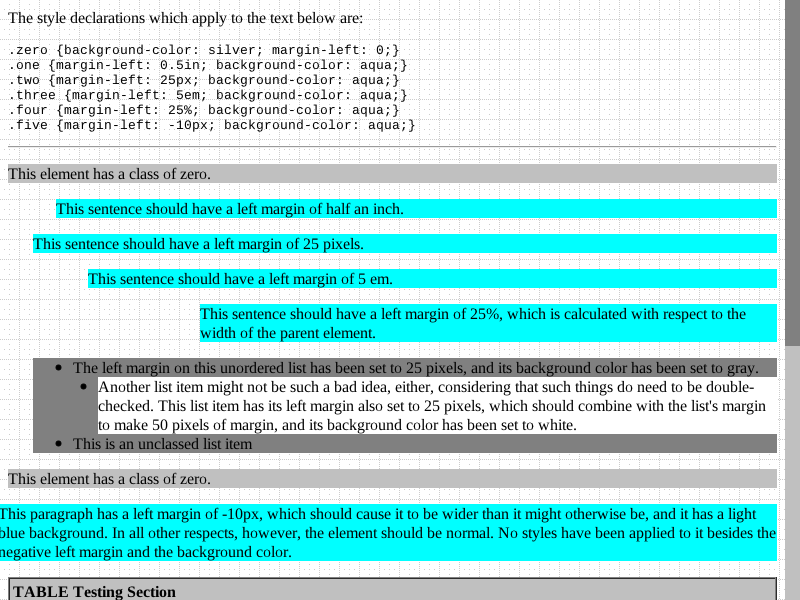 The style declarations which apply to the text below are:
.zero {background-color: silver; margin-left: 0;}
.one {margin-left: 0.5in; background-color: aqua;}
.two {margin-left: 25px; background-color: aqua;}
.three {margin-left: 5em; background-color: aqua;}
.four {margin-left: 25%; background-color: aqua;}
.five {margin-left: -10px; background-color: aqua;}
This element has a class of zero.
This sentence should have a left margin of half an inch.
This sentence should have a left margin of 25 pixels.
This sentence should have a left margin of 5 em.
This sentence should have a left margin of 25%, which is calculated with respect to the
width of the parent element.
• The left margin on this unordered list has been set to 25 pixels, and its background color has been set to gray.
• Another list item might not be such a bad idea, either, considering that such things do need to be double-
checked. This list item has its left margin also set to 25 pixels, which should combine with the list's margin
to make 50 pixels of margin, and its background color has been set to white.
• This is an unclassed list item
This element has a class of zero.
This paragraph has a left margin of -10px, which should cause it to be wider than it might otherwise be, and it has a light
blue background. In all other respects, however, the element should be normal. No styles have been applied to it besides the
negative left margin and the background color.
TABLE Testing Section